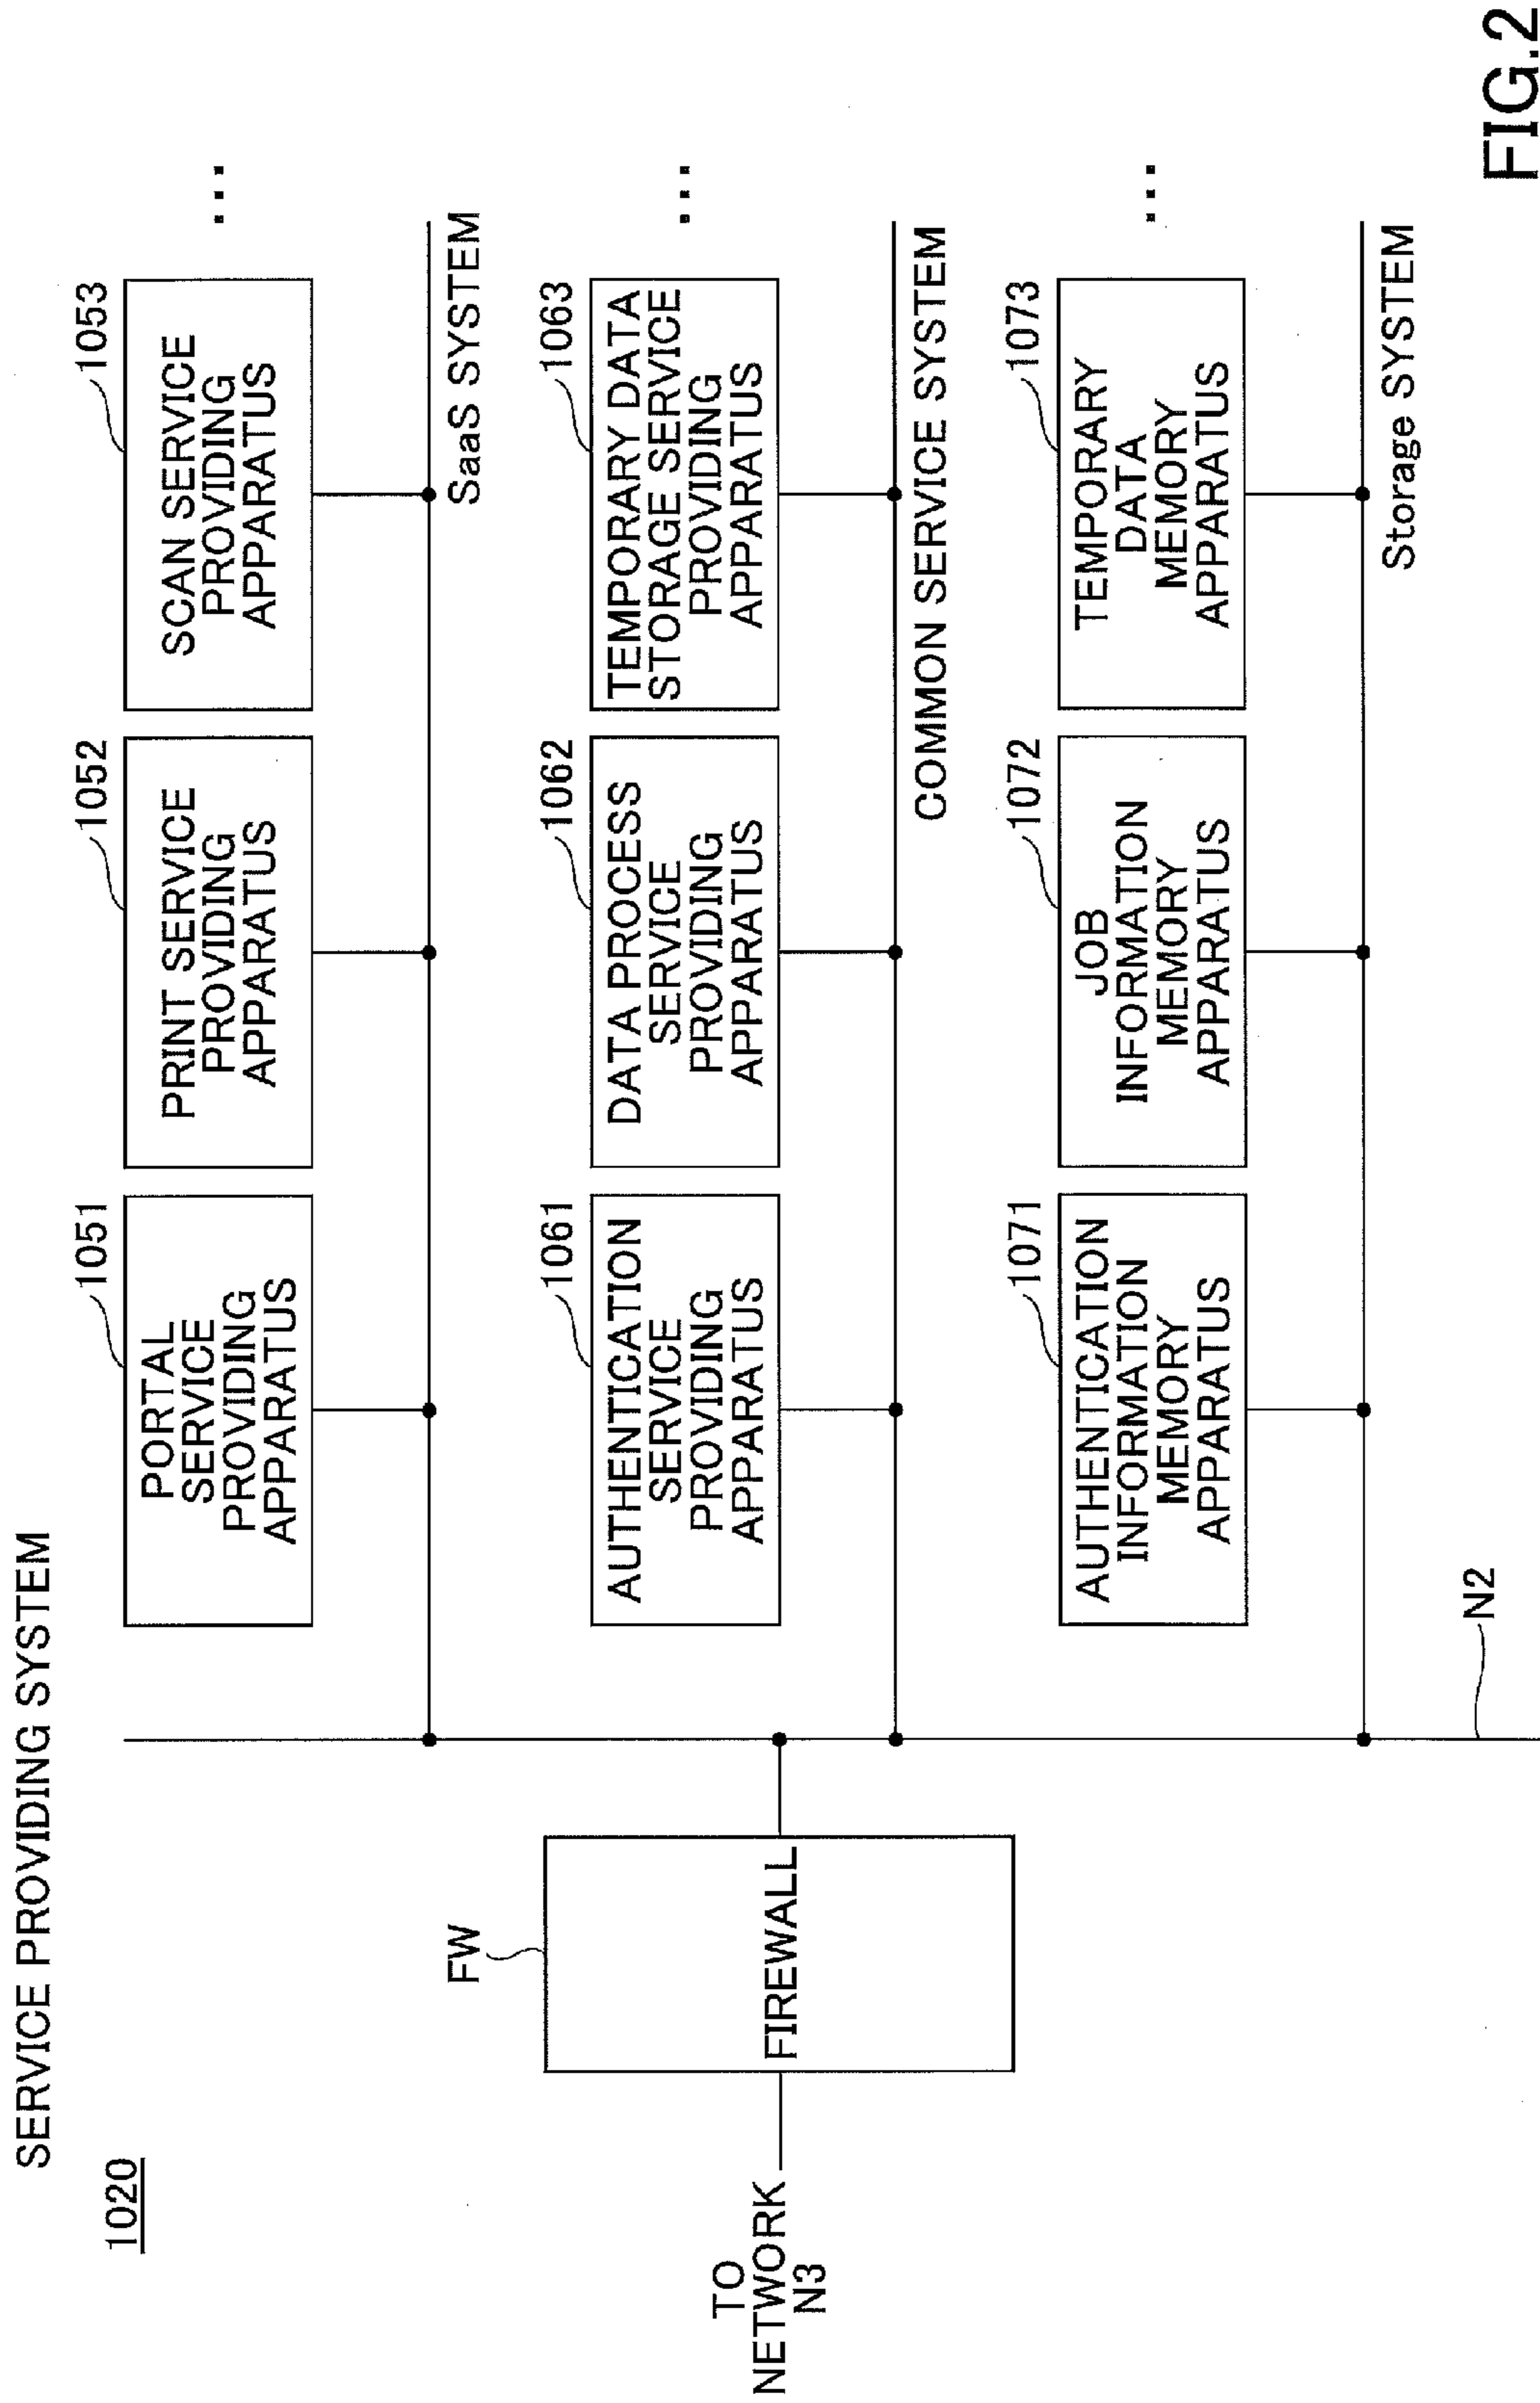 SERVICE PROVIDING SYSTEM
1020
TO
NETWORK
N3
FW
FIREWALL
N2
1051
PORTAL
SERVICE
PROVIDING
APPARATUS
1052
PRINT SERVICE
PROVIDING
APPARATUS
1053
SCAN SERVICE
PROVIDING
APPARATUS
...
SaaS SYSTEM
1061
AUTHENTICATION
SERVICE
PROVIDING
APPARATUS
1062
DATA PROCESS
SERVICE
PROVIDING
APPARATUS
1063
TEMPORARY DATA
STORAGE SERVICE
PROVIDING
APPARATUS
...
COMMON SERVICE SYSTEM
1071
AUTHENTICATION
INFORMATION
MEMORY
APPARATUS
1072
JOB
INFORMATION
MEMORY
APPARATUS
1073
TEMPORARY
DATA
MEMORY
APPARATUS
...
Storage SYSTEM
FIG.2